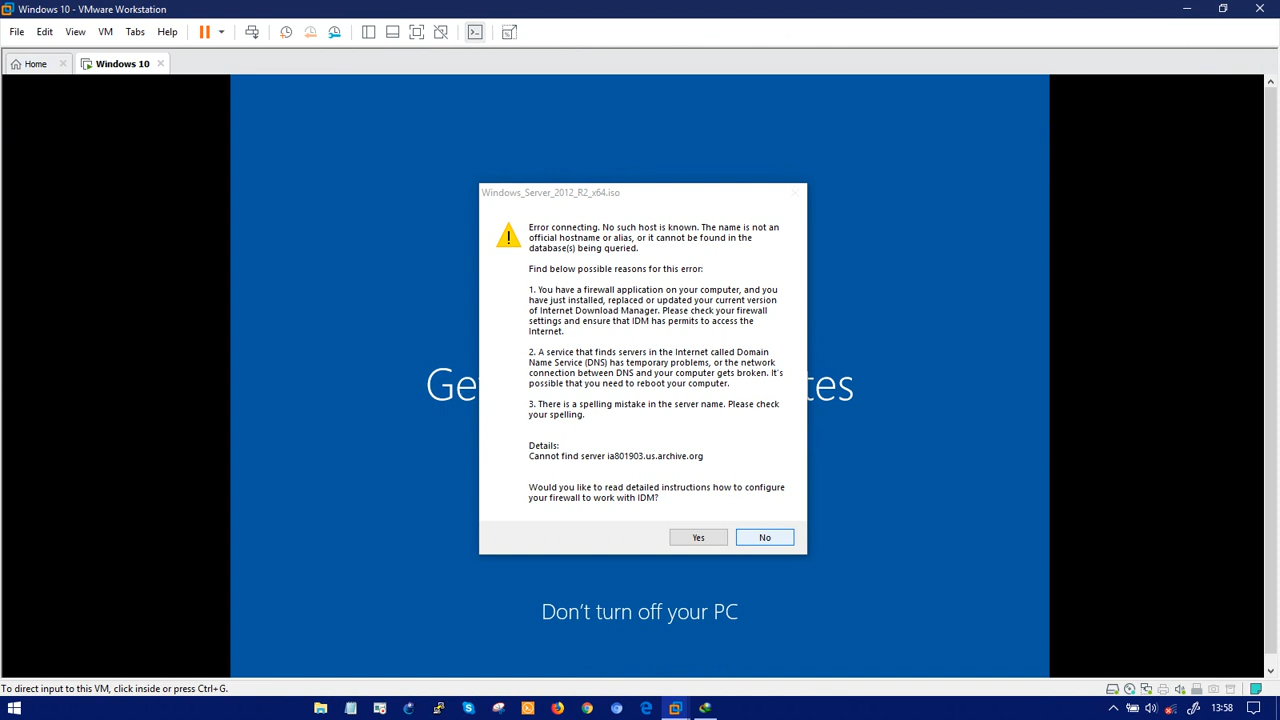 Windows 10 - VMware Workstation
File Edit View VM Tabs Help
Home Windows 10
Windows_Server_2012_R2_x64.iso
Error connecting. No such host is known. The name is not an
official hostname or alias, or it cannot be found in the
database(s) being queried.
Find below possible reasons for this error:
1. You have a firewall application on your computer, and you
have just installed, replaced or updated your current version
of Internet Download Manager. Please check your firewall
settings and ensure that IDM has permits to access the
Internet.
2. A service that finds servers in the Internet called Domain
Name Service (DNS) has temporary problems, or the network
connection between DNS and your computer gets broken. It's
possible that you need to reboot your computer.
Ge tes
3. There is a spelling mistake in the server name. Please check
your spelling.
Details:
Cannot find server ia801903.us.archive.org
Would you like to read detailed instructions how to configure
your firewall to work with IDM?
Yes No
Don't turn off your PC
To direct input to this VM, click inside or press Ctrl+G.
13:58